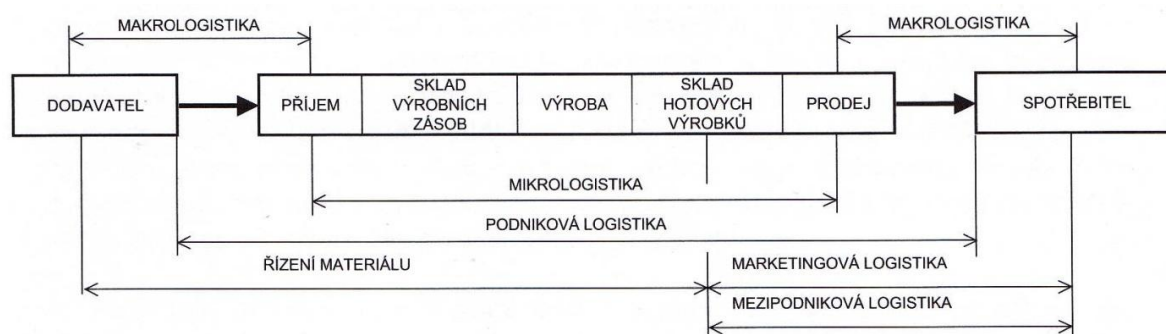 MAKROLOGISTIKA
MAKROLOGISTIKA
DODAVATEL
PŘÍJEM
SKLAD
VÝROBNÍCH
ZÁSOB
VÝROBA
SKLAD
HOTOVÝCH
VÝROBKŮ
PRODEJ
SPOTŘEBITEL
MIKROLOGISTIKA
PODNIKOVÁ LOGISTIKA
ŘÍZENÍ MATERIÁLU
MARKETINGOVÁ LOGISTIKA
MEZIPODNIKOVÁ LOGISTIKA